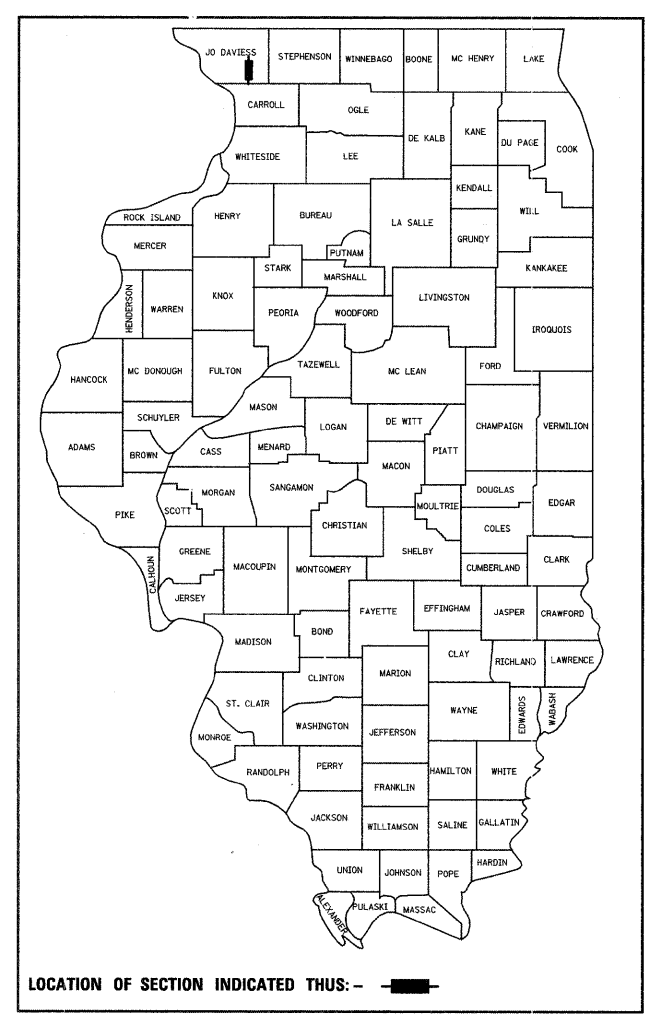 JO DAVIESS
STEPHENSON
WINNEBAGO
BOONE
MC HENRY
LAKE
CARROLL
OGLE
DE KALB
KANE
DU PAGE
COOK
WHITESIDE
LEE
KENDALL
WILL
ROCK ISLAND
HENRY
BUREAU
LA SALLE
GRUNDY
MERCER
PUTNAM
STARK
MARSHALL
KANKAKEE
HENDERSON
WARREN
KNOX
PEORIA
WOODFORD
LIVINGSTON
IROQUOIS
HANCOCK
MC DONOUGH
FULTON
TAZEWELL
MC LEAN
FORD
MASON
SCHUYLER
LOGAN
DE WITT
CHAMPAIGN
VERMILION
ADAMS
BROWN
CASS
MENARD
PIATT
MACON
MORGAN
SANGAMON
DOUGLAS
EDGAR
PIKE
SCOTT
CHRISTIAN
MOULTRIE
COLES
GREENE
MACOUPIN
MONTGOMERY
SHELBY
CUMBERLAND
CLARK
CALHOUN
JERSEY
FAYETTE
EFFINGHAM
JASPER
CRAWFORD
MADISON
BOND
CLAY
RICHLAND
LAWRENCE
CLINTON
MARION
ST. CLAIR
WAYNE
EDWARDS
WABASH
WASHINGTON
JEFFERSON
MONROE
RANDOLPH
PERRY
HAMILTON
WHITE
FRANKLIN
JACKSON
WILLIAMSON
SALINE
GALLATIN
UNION
JOHNSON
POPE
HARDIN
ALEXANDER
PULASKI
MASSAC
LOCATION OF SECTION INDICATED THUS: -